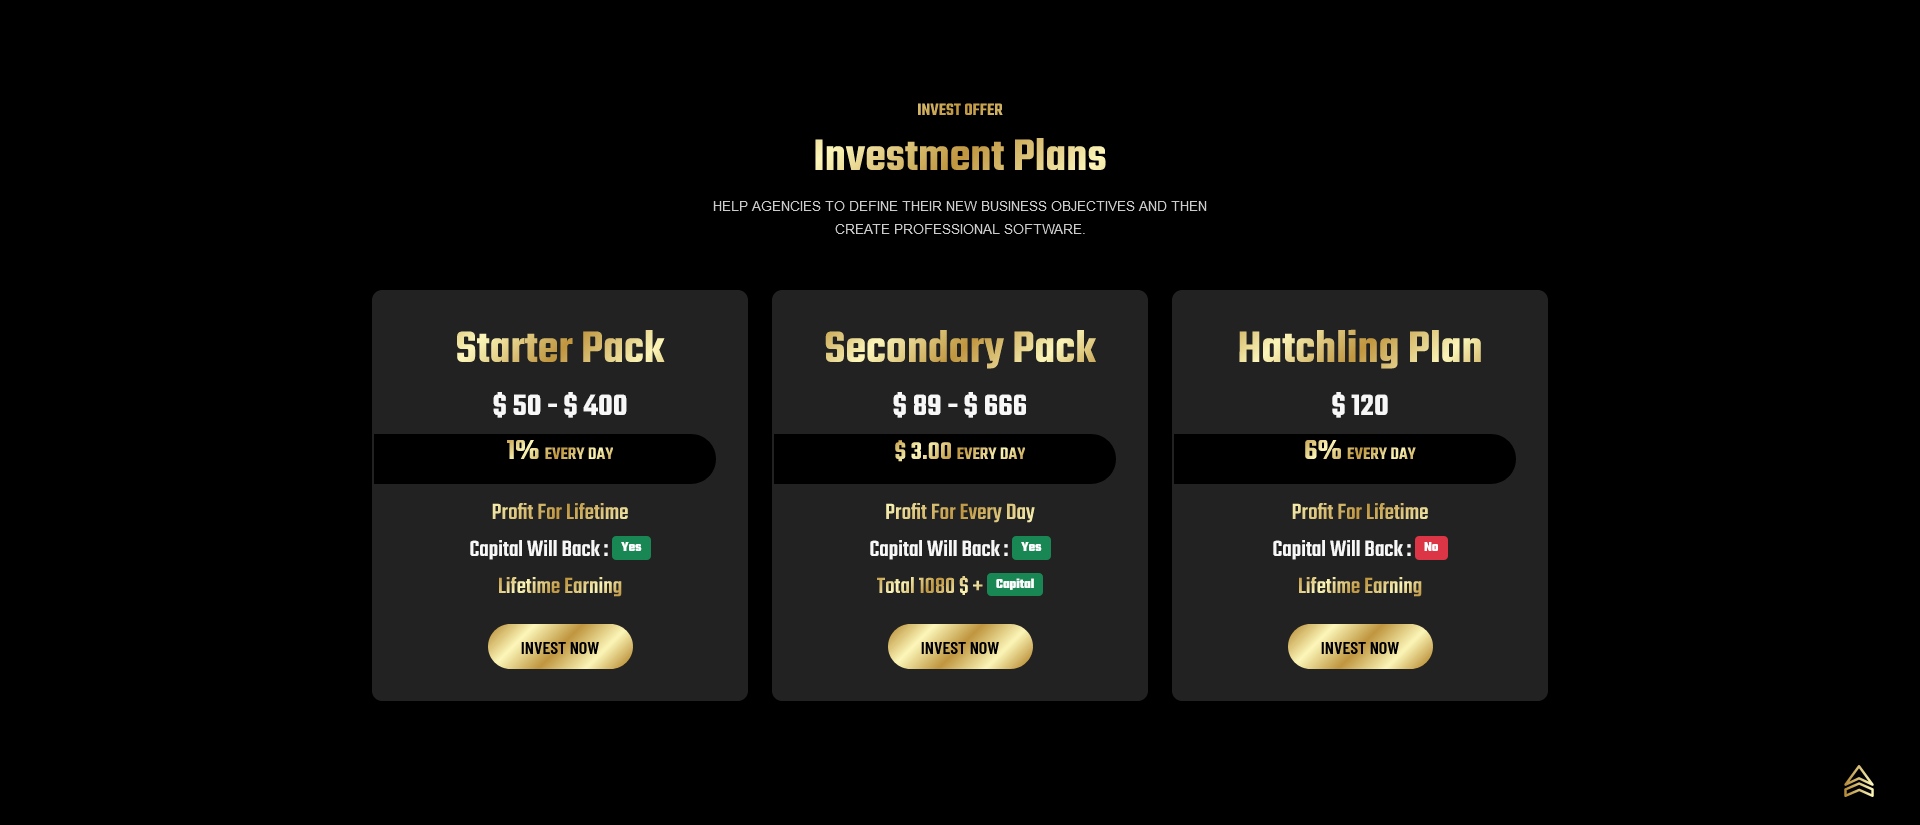 INVEST OFFER
Investment Plans
HELP AGENCIES TO DEFINE THEIR NEW BUSINESS OBJECTIVES AND THEN
CREATE PROFESSIONAL SOFTWARE.
Starter Pack
$ 50 - $ 400
1% EVERY DAY
Profit For Lifetime
Capital Will Back : Yes
Lifetime Earning
INVEST NOW
Secondary Pack
$ 89 - $ 666
$ 3.00 EVERY DAY
Profit For Every Day
Capital Will Back : Yes
Total 1080 $ + Capital
INVEST NOW
Hatchling Plan
$ 120
6% EVERY DAY
Profit For Lifetime
Capital Will Back : No
Lifetime Earning
INVEST NOW